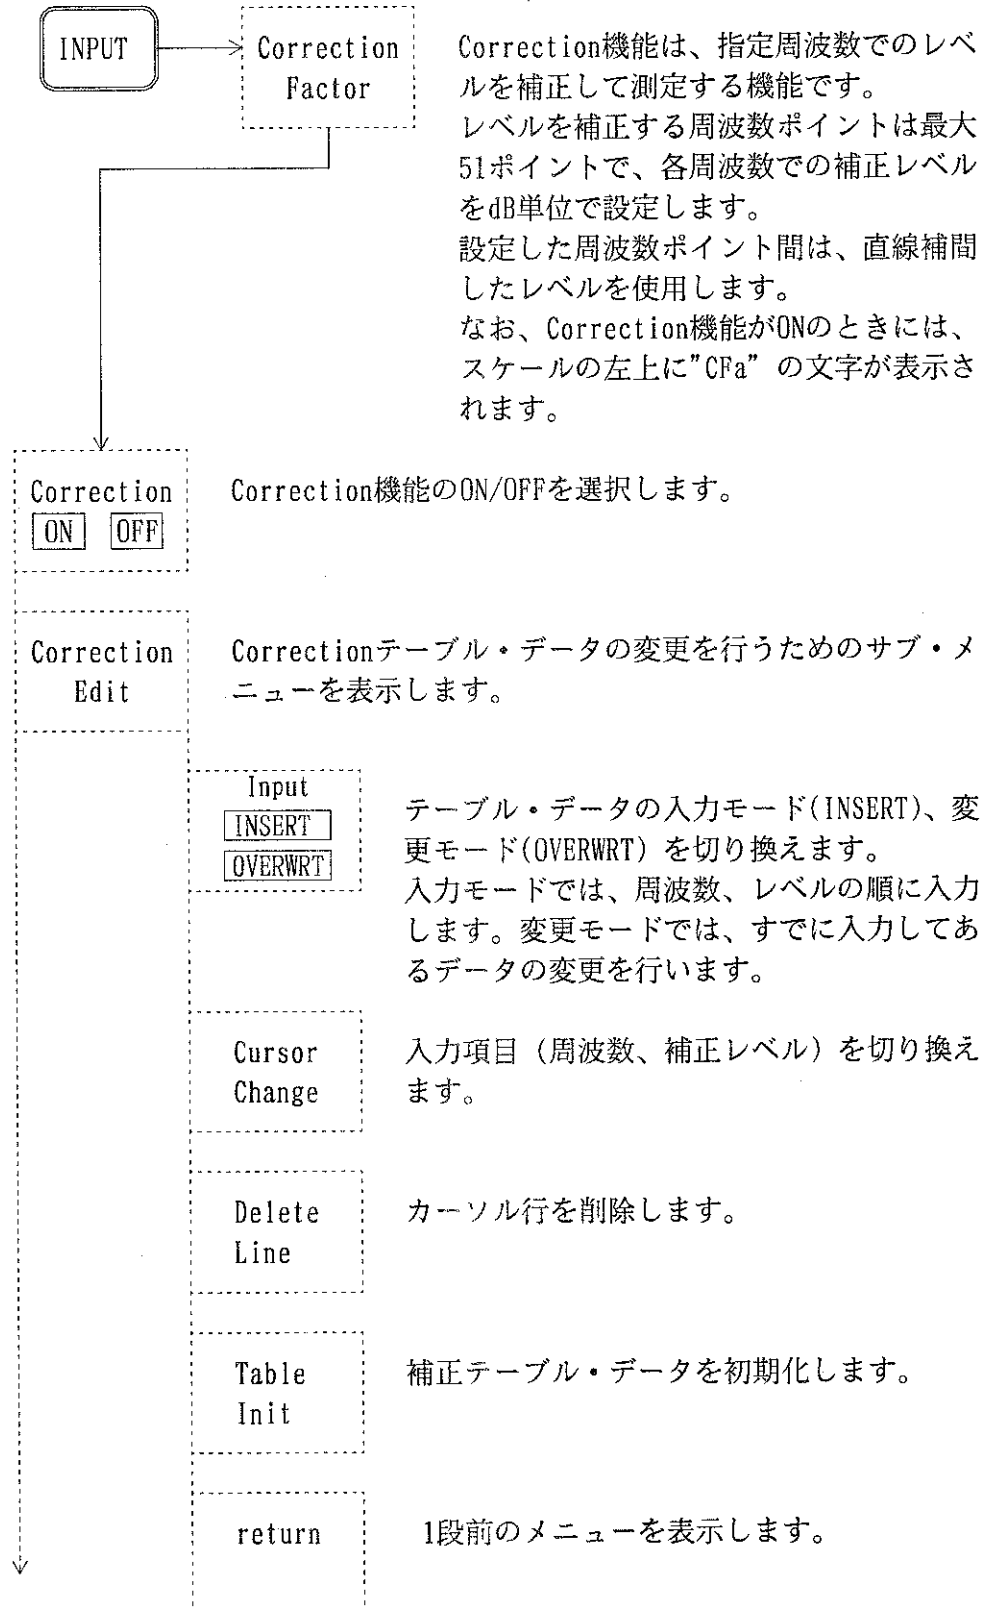 INPUT
Correction
Factor
Correction機能は、指定周波数でのレベ
ルを補正して測定する機能です。
レベルを補正する周波数ポイントは最大
51ポイントで、各周波数での補正レベル
をdB単位で設定します。
設定した周波数ポイント間は、直線補間
したレベルを使用します。
なお、Correction機能がONのときには、
スケールの左上に"CFa" の文字が表示さ
れます。
Correction
ON OFF
Correction機能のON/OFFを選択します。
Correction
Edit
Correctionテーブル・データの変更を行うためのサブ・メ
ニューを表示します。
Input
INSERT
OVERWRT
テーブル・データの入力モード(INSERT)、変
更モード(OVERWRT) を切り換えます。
入力モードでは、周波数、レベルの順に入力
します。変更モードでは、すでに入力してあ
るデータの変更を行います。
Cursor
Change
入力項目（周波数、補正レベル）を切り換え
ます。
Delete
Line
カーソル行を削除します。
Table
Init
補正テーブル・データを初期化します。
return
1段前のメニューを表示します。